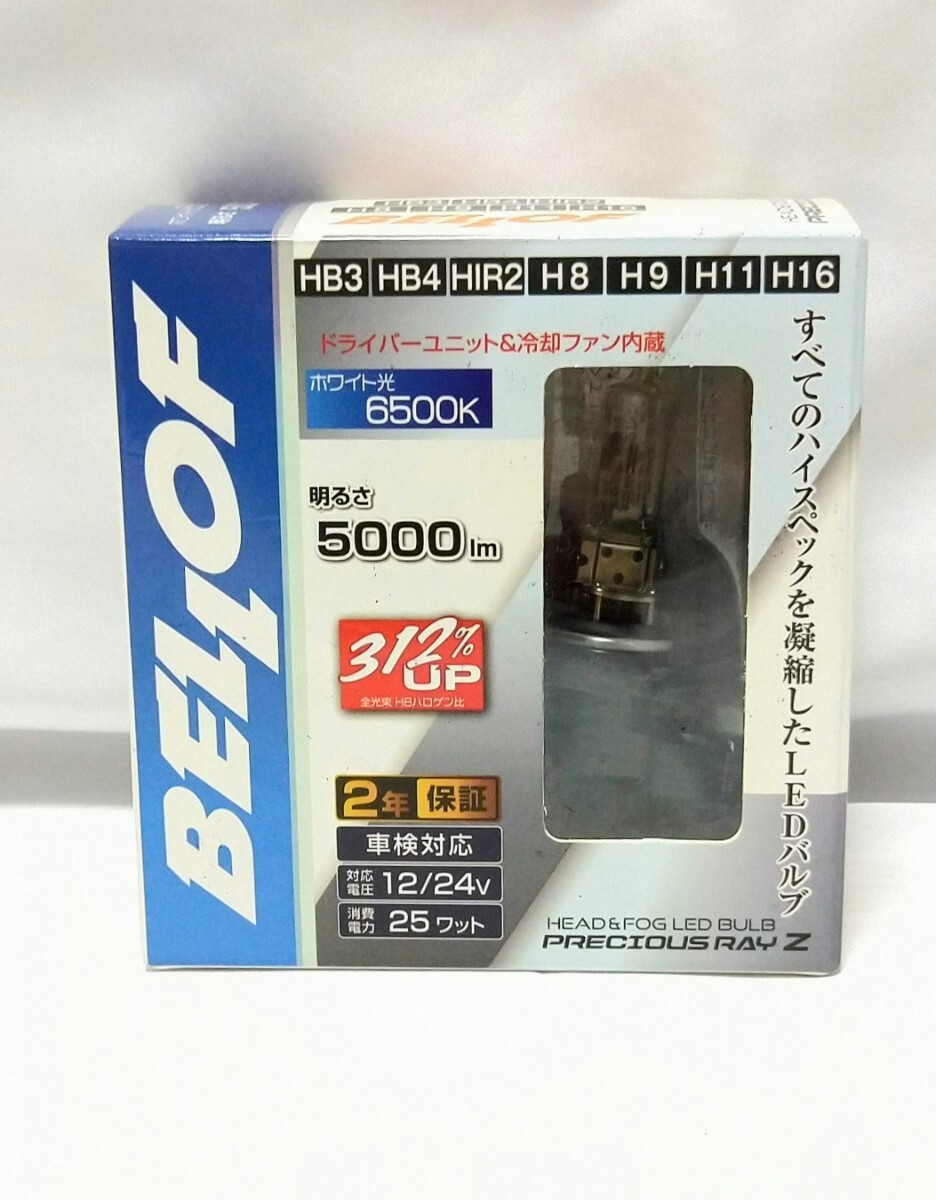 BELLOF
HB3 HB4 HIR2 H8 H9 H11 H16
ドライバーユニット&冷却ファン内蔵
ホワイト光
6500K
明るさ
5000lm
312%
UP
全光束 H8ハロゲン比
2年 保証
車検対応
対応電圧 12/24V
消費電力 25ワット
すべてのハイスペックを凝縮したLEDバルブ
HEAD&FOG LED BULB
PRECIOUS RAY Z